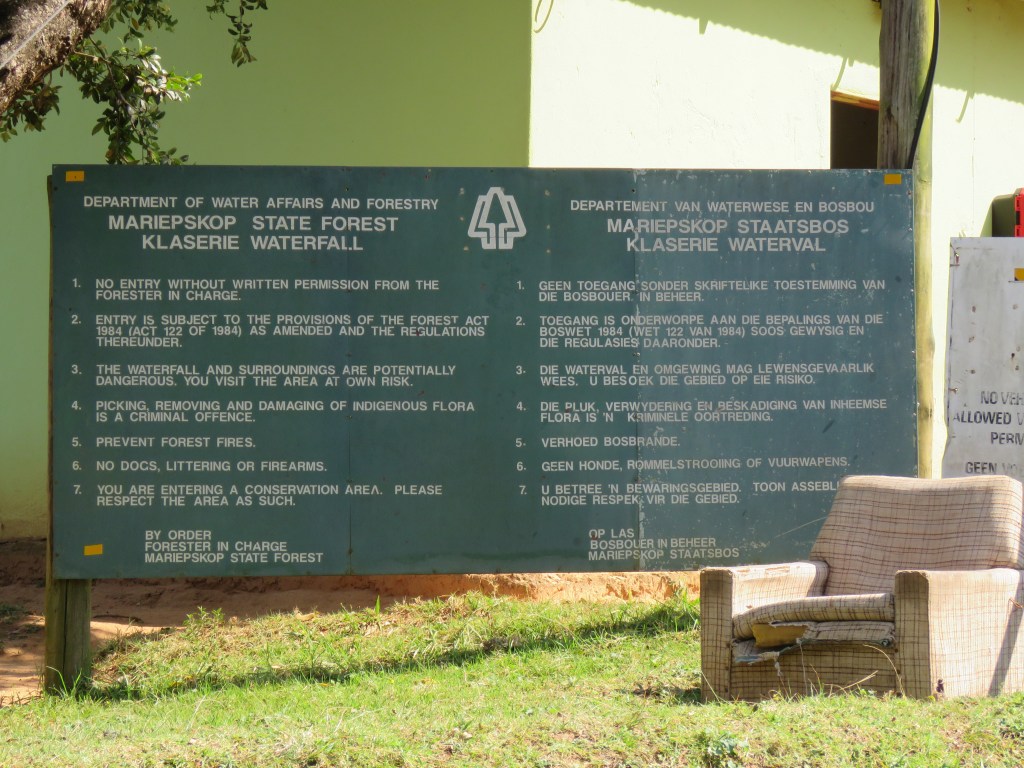 DEPARTMENT OF WATER AFFAIRS AND FORESTRY
MARIEPSKOP STATE FOREST
KLASERIE WATERFALL
1. NO ENTRY WITHOUT WRITTEN PERMISSION FROM THE
FORESTER IN CHARGE.
2. ENTRY IS SUBJECT TO THE PROVISIONS OF THE FOREST ACT
1984 (ACT 122 OF 1984) AS AMENDED AND THE REGULATIONS
THEREUNDER.
3. THE WATERFALL AND SURROUNDINGS ARE POTENTIALLY
DANGEROUS. YOU VISIT THE AREA AT OWN RISK.
4. PICKING, REMOVING AND DAMAGING OF INDIGENOUS FLORA
IS A CRIMINAL OFFENCE.
5. PREVENT FOREST FIRES.
6. NO DOCS, LITTERING OR FIREARMS.
7. YOU ARE ENTERING A CONSERVATION AREA. PLEASE
RESPECT THE AREA AS SUCH.
BY ORDER
FORESTER IN CHARGE
MARIEPSKOP STATE FOREST
DEPARTEMENT VAN WATERWESE EN BOSBOU
MARIEPSKOP STAATSBOS
KLASERIE WATERVAL
1. GEEN TOEGANG SONDER SKRIFTELIKE TOESTEMMING VAN
DIE BOSBOUER IN BEHEER.
2. TOEGANG IS ONDERWORPE AAN DIE BEPALINGS VAN DIE
BOSWET 1984 (WET 122 VAN 1984) SOOS GEWYSIG EN
DIE REGULASIES DAARONDER.
3. DIE WATERVAL EN OMGEWING MAG LEWENSGEVAARLIK
WEES. U BESOEK DIE GEBIED OP EIE RISIKO.
4. DIE PLUK, VERWYDERING EN BESKADIGING VAN INHEEMSE
FLORA IS 'N KRIMINELE OORTREDING.
5. VERHOED BOSBRANDE.
6. GEEN HONDE, ROMMELSTROOIING OF VUURWAPENS.
7. U BETREE 'N BEWARINGSGEBIED. TOON ASSEBL
NODIGE RESPEK VIR DIE GEBIED.
OP LAS
BOSBOUER IN BEHEER
MARIEPSKOP STAATSBOS
NO VEH
ALLOWED
PERM
GEEN